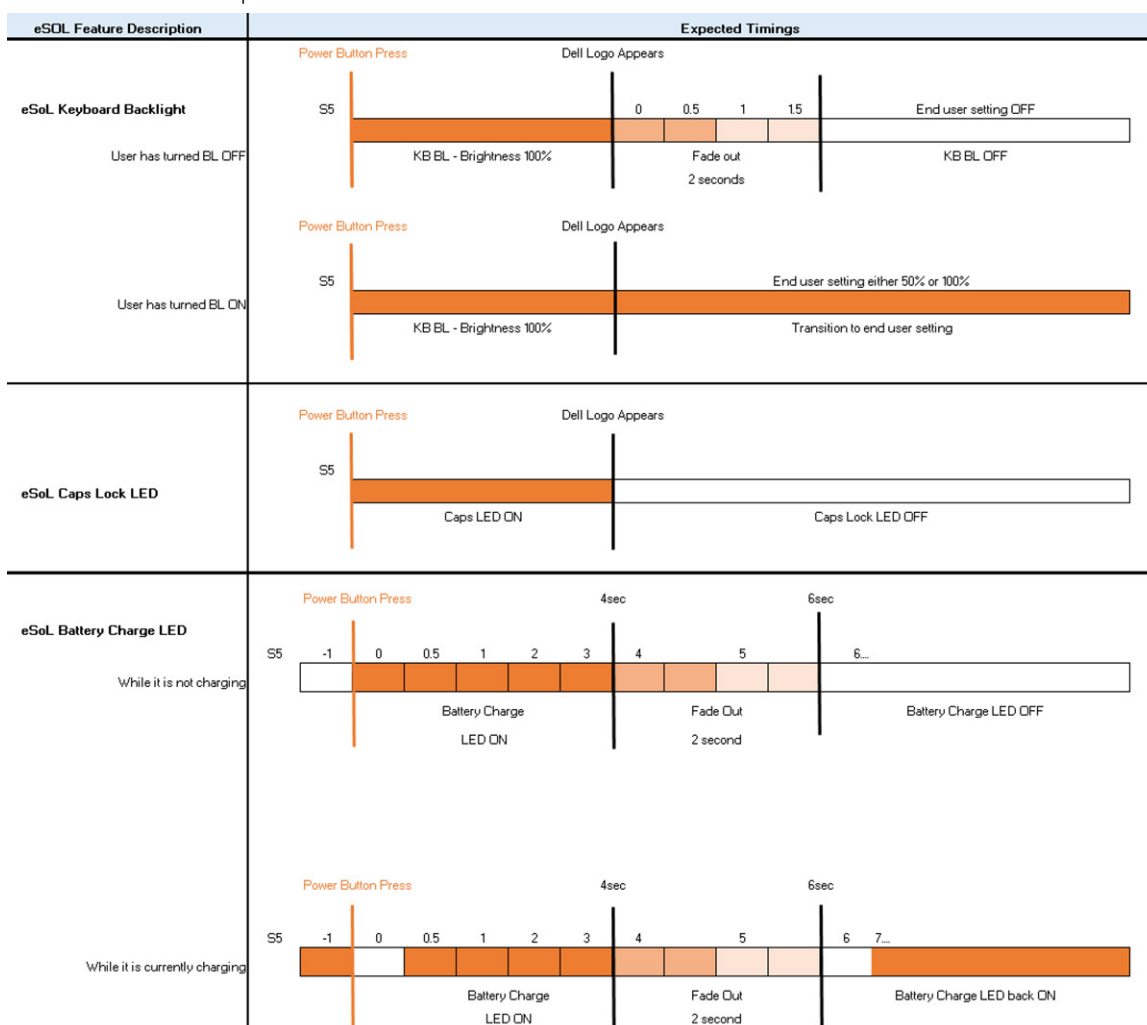 eSOL Feature Description Expected Timings
Power Button Press Dell Logo Appears
eSoL Keyboard Backlight S5 0 0.5 1 1.5 End user setting OFF
User has turned BL OFF KB BL - Brightness 100% Fade out KB BL OFF
2 seconds
Power Button Press Dell Logo Appears
S5 End user setting either 50% or 100%
User has turned BL ON
KB BL - Brightness 100% Transition to end user setting
Power Button Press Dell Logo Appears
S5
eSoL Caps Lock LED
Caps LED ON Caps Lock LED OFF
Power Button Press 4sec 6sec
eSoL Battery Charge LED
S5 -1 0 0.5 1 2 3 4 5 6....
While it is not charging
Battery Charge Fade Out Battery Charge LED OFF
LED ON 2 second
Power Button Press 4sec 6sec
S5 -1 0 0.5 1 2 3 4 5 6 7....
While it is currently charging
Battery Charge Fade Out Battery Charge LED back ON
LED ON 2 second